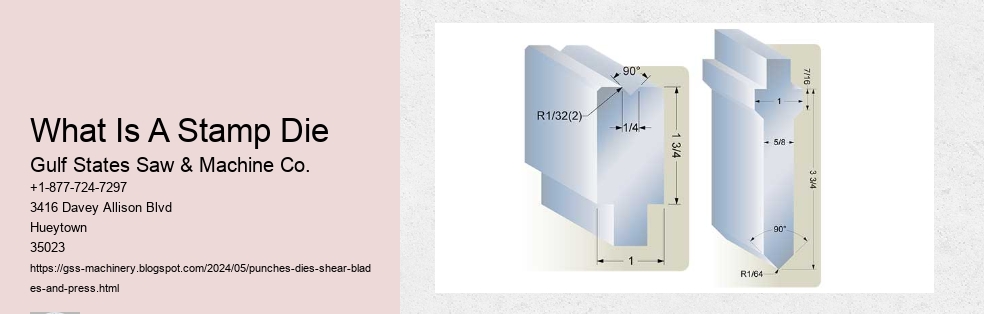 What Is A Stamp Die
Gulf States Saw & Machine Co.
+1-877-724-7297
3416 Davey Allison Blvd
Hueytown
35023
https://gss-machinery.blogspot.com/2024/05/punches-dies-shear-blad
es-and-press.html
90°
R1/32(2)
1/4
1 3/4
1
7/16
1
5/8
3 3/4
90°
R1/64